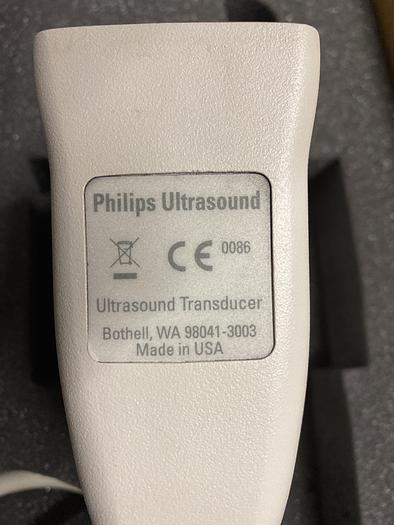 Philips Ultrasound
CE 0086
Ultrasound Transducer
Bothell, WA 98041-3003
Made in USA